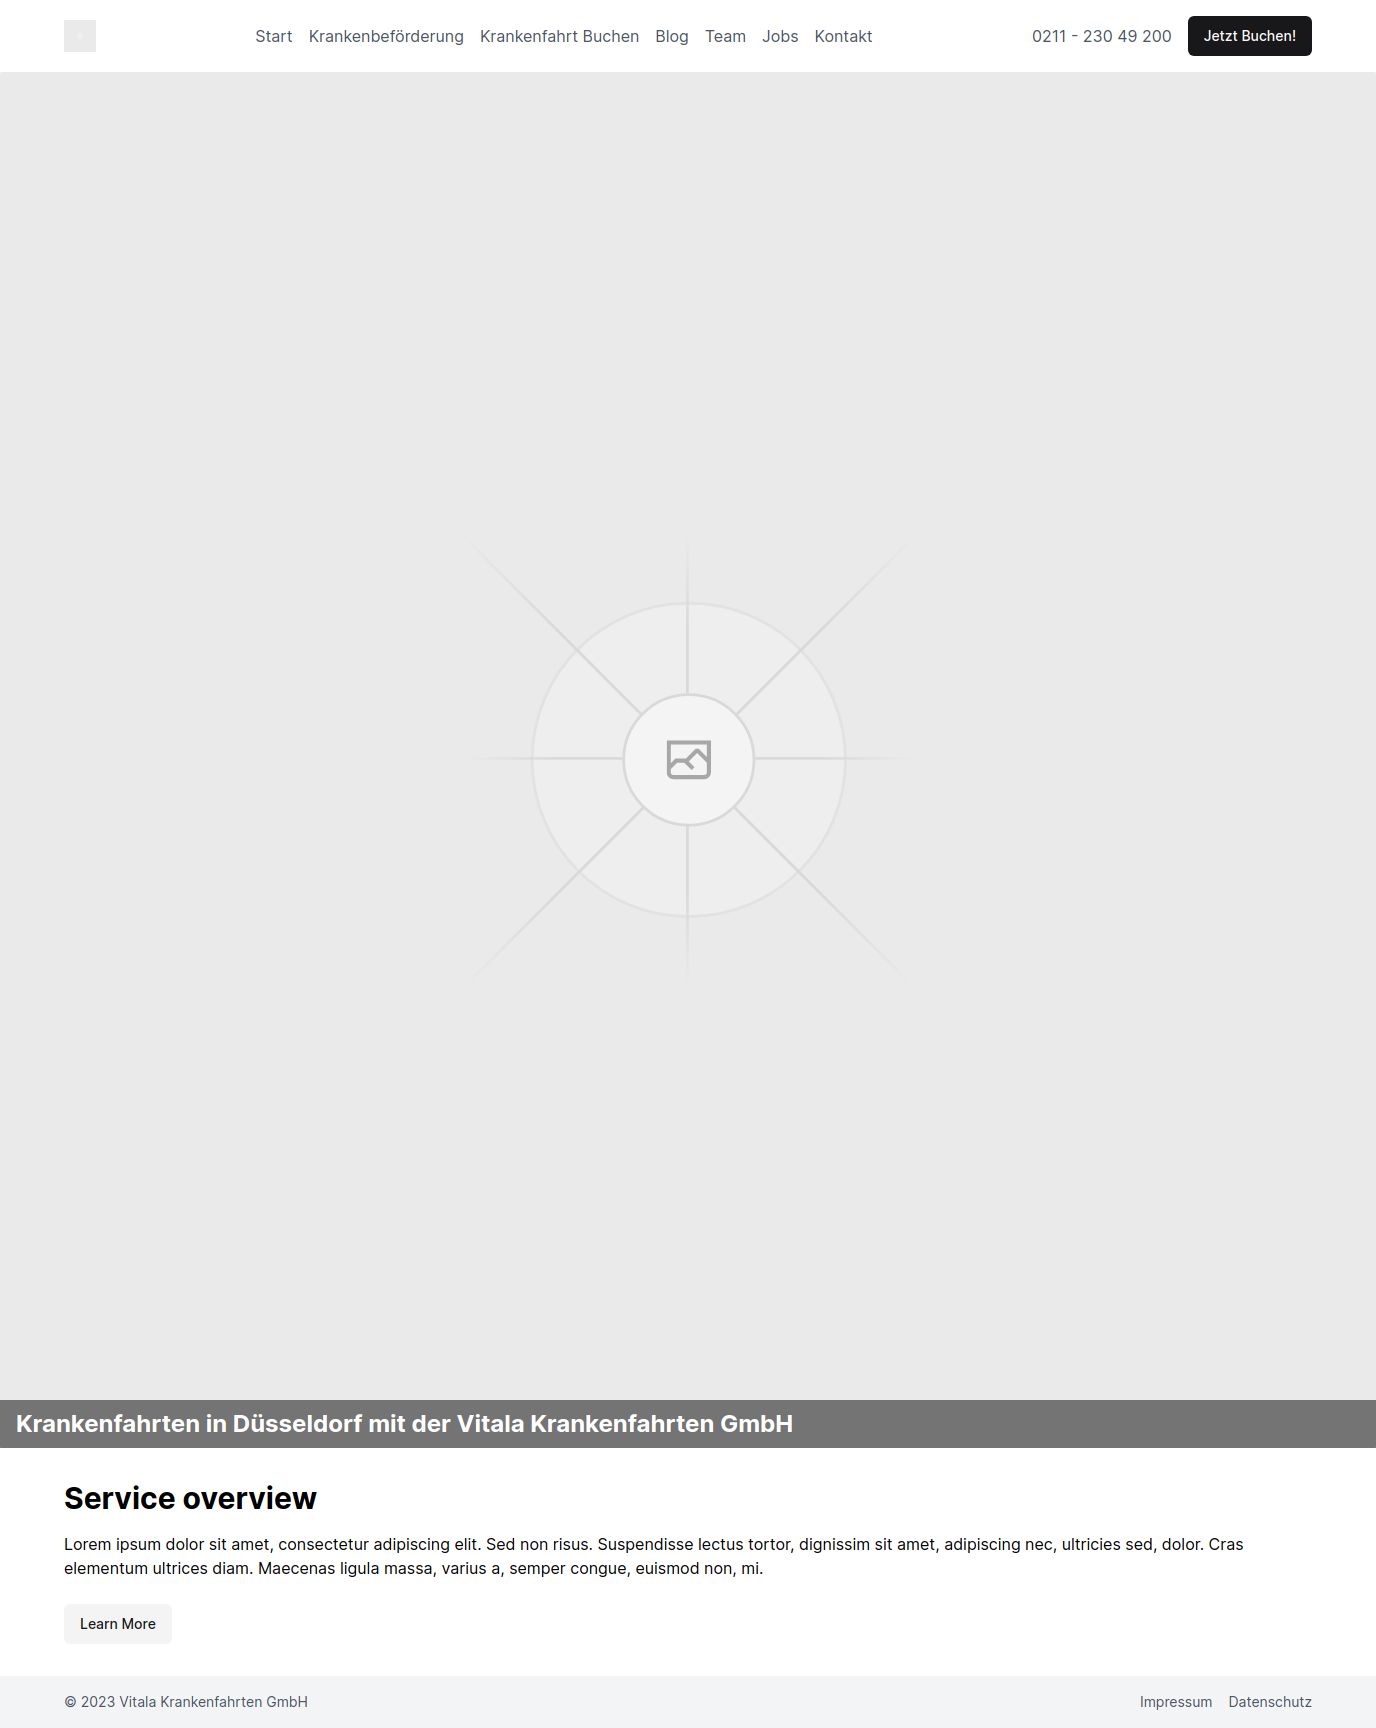 Start Krankenbeförderung Krankenfahrt Buchen Blog Team Jobs Kontakt 0211 - 230 49 200 Jetzt Buchen!
Krankenfahrten in Düsseldorf mit der Vitala Krankenfahrten GmbH
Service overview
Lorem ipsum dolor sit amet, consectetur adipiscing elit. Sed non risus. Suspendisse lectus tortor, dignissim sit amet, adipiscing nec, ultricies sed, dolor. Cras
elementum ultrices diam. Maecenas ligula massa, varius a, semper congue, euismod non, mi.
Learn More
© 2023 Vitala Krankenfahrten GmbH Impressum Datenschutz